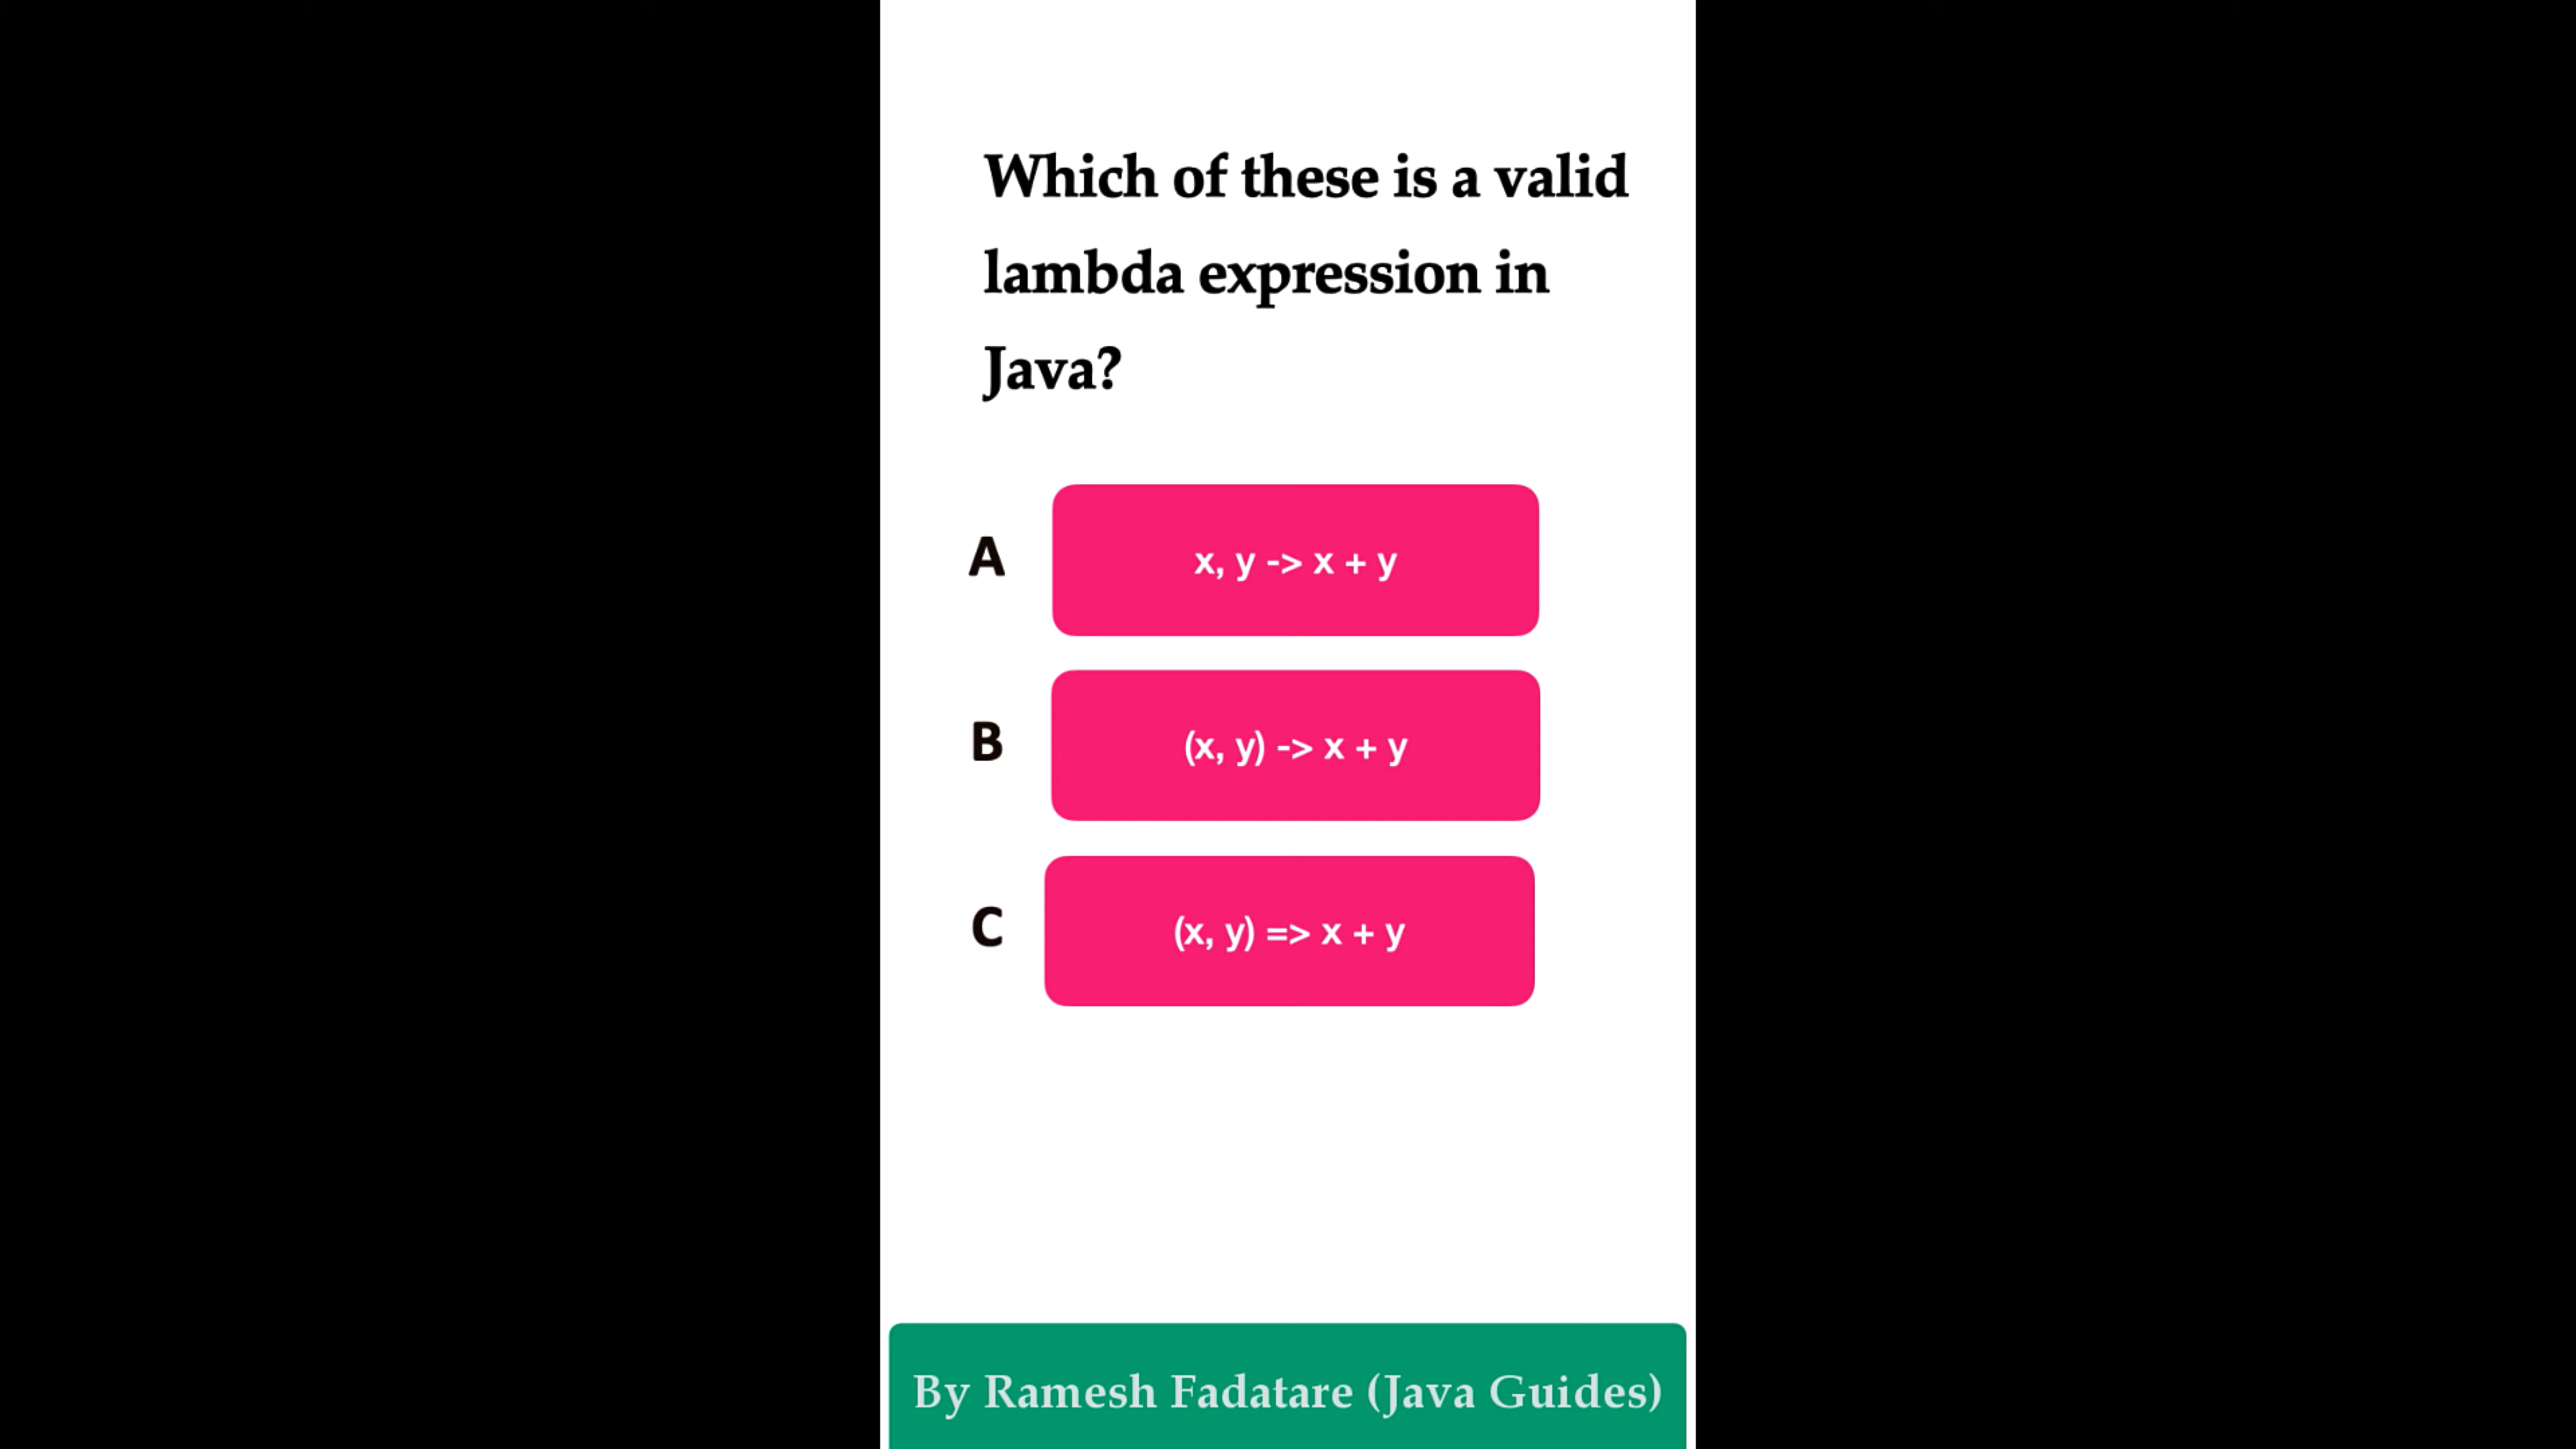 Which of these is a valid
lambda expression in
Java?
A
x, y -> x + y
B
(x, y) -> x + y
C
(x, y) => x + y
By Ramesh Fadatare (Java Guides)